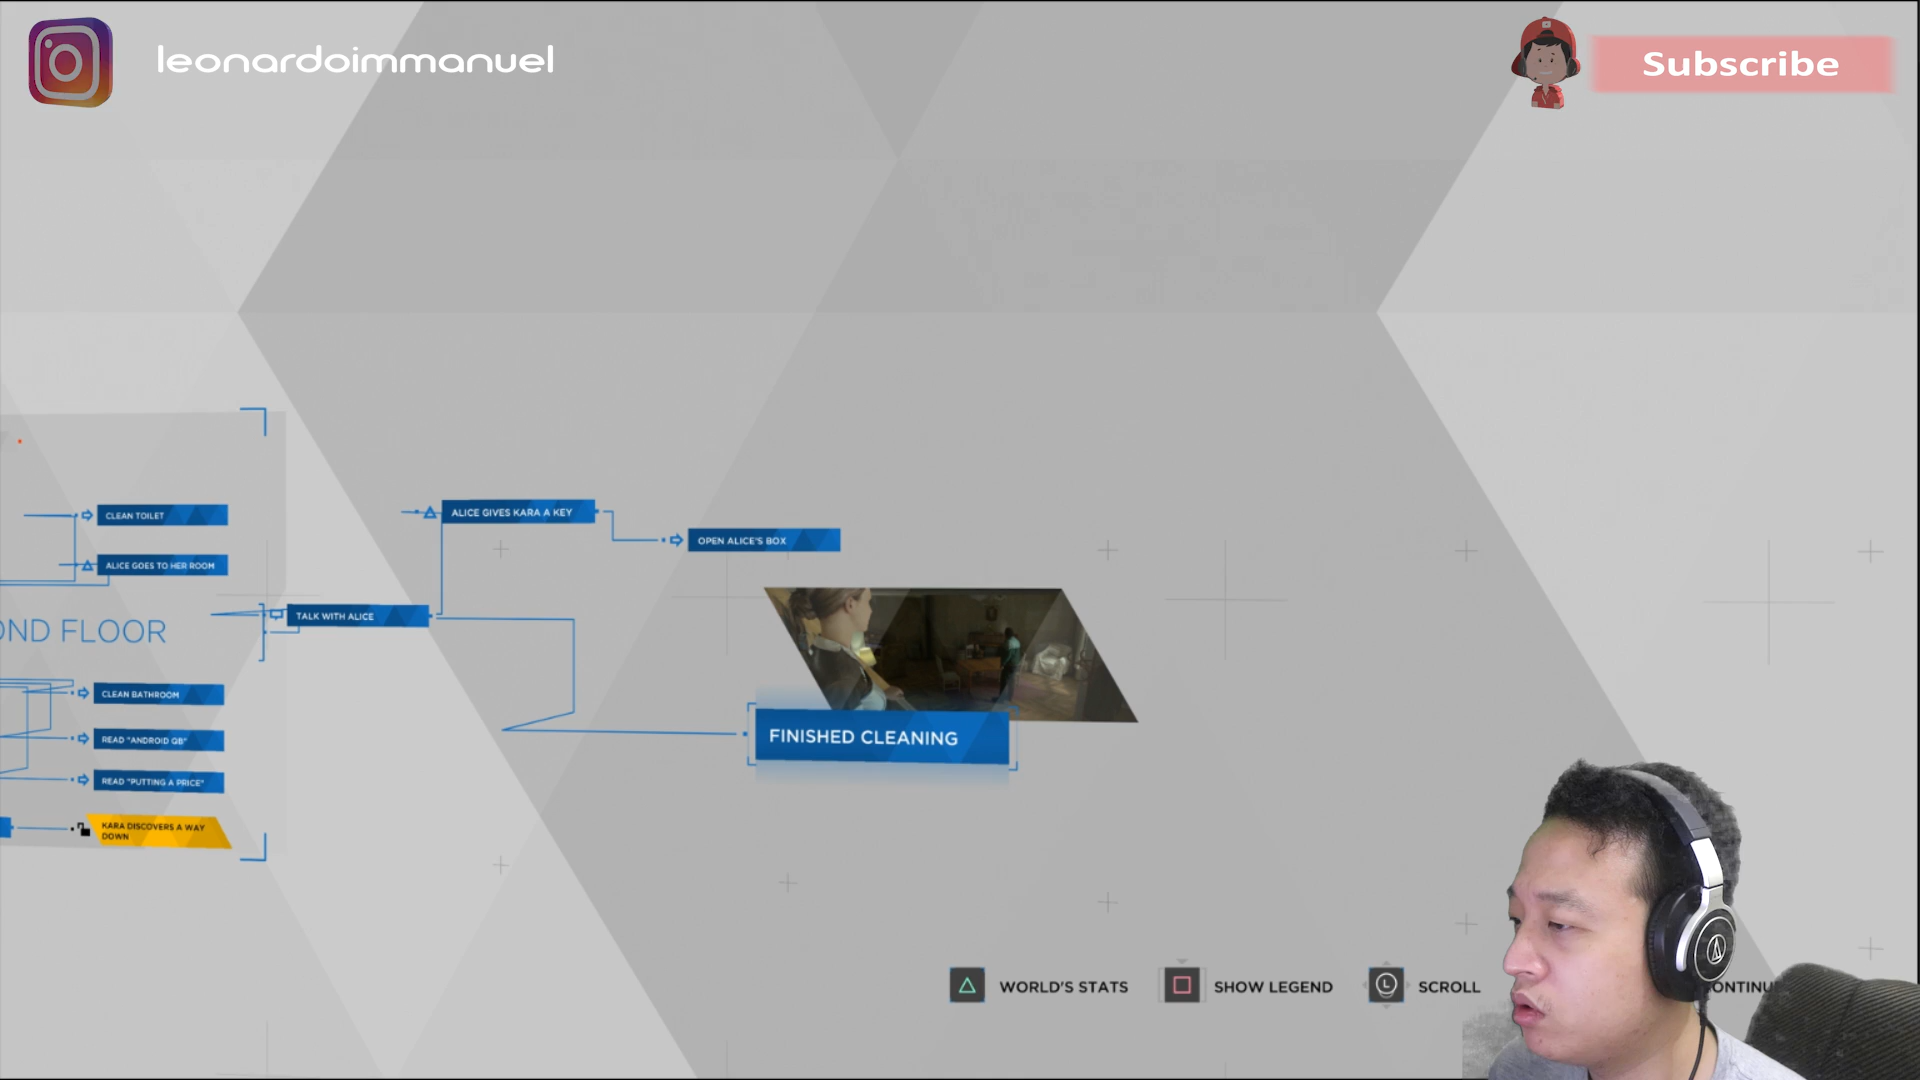 leonardoimmanuel
Subscribe
CLEAN TOILET
ALICE GOES TO HER ROOM
OND FLOOR
CLEAN BATHROOM
READ "ANDROID QB"
READ "PUTTING A PRICE"
KARA DISCOVERS A WAY
DOWN
TALK WITH ALICE
ALICE GIVES KARA A KEY
OPEN ALICE'S BOX
FINISHED CLEANING
WORLD'S STATS
SHOW LEGEND
L
SCROLL
ONTINU